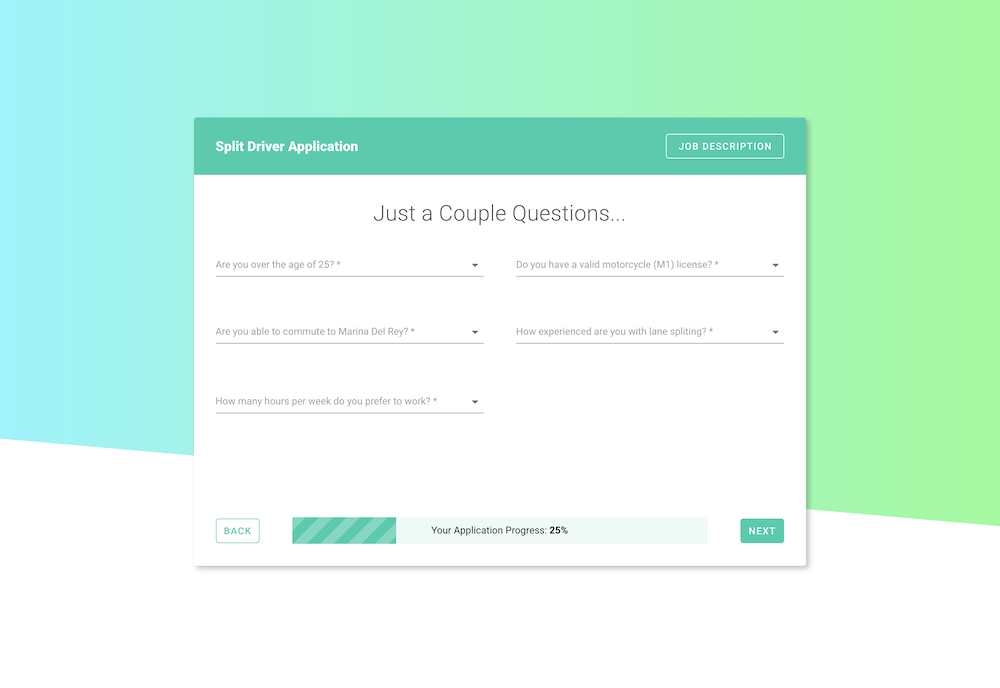 Split Driver Application
JOB DESCRIPTION
Just a Couple Questions...
Are you over the age of 25? *
Do you have a valid motorcycle (M1) license? *
Are you able to commute to Marina Del Rey? *
How experienced are you with lane spliting? *
How many hours per week do you prefer to work? *
BACK
Your Application Progress: 25%
NEXT